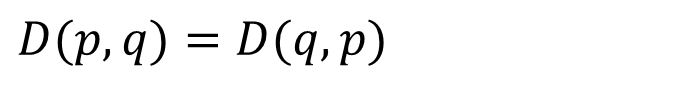 D(p, q) = D(q, p)